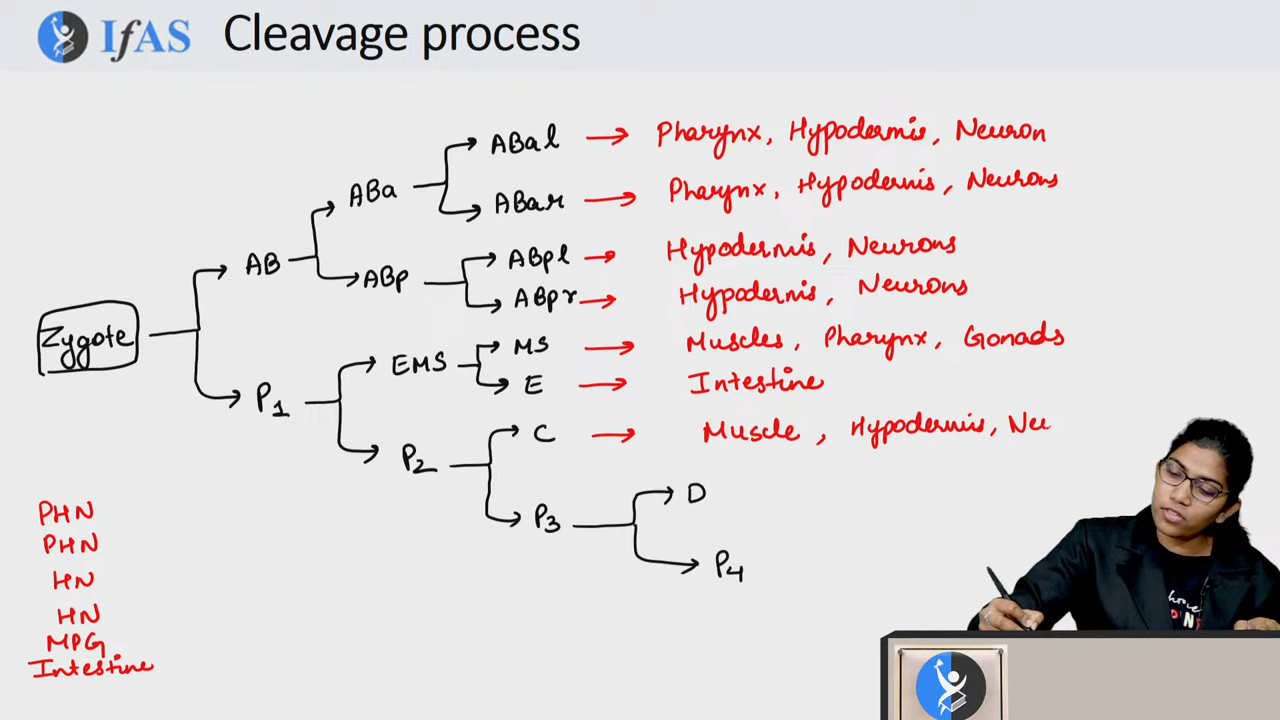 IfAS Cleavage process
ABal → Pharynx, Hypodermis, Neuron
ABa
ABar → Pharynx, Hypodermis, Neurons
AB
ABpl → Hypodermis, Neurons
ABp
ABpr → Hypodermis, Neurons
Zygote
MS → Muscles, Pharynx, Gonads
EMS
E → Intestine
P1
C → Muscle, Hypodermis, Neu
P2
D
P3
P4
PHN
PHN
HN
HN
MPG
Intestine